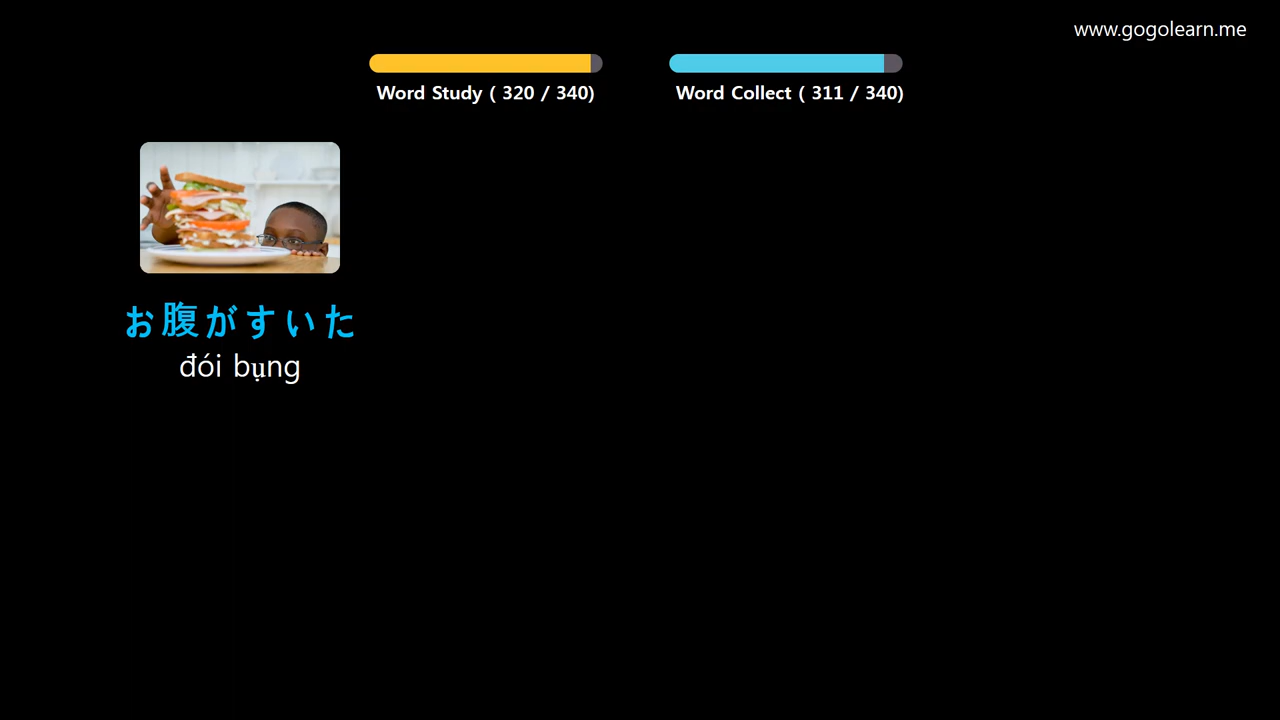 www.gogolearn.me
Word Study ( 320 / 340)
Word Collect ( 311 / 340)
お腹がすいた
đói bụng